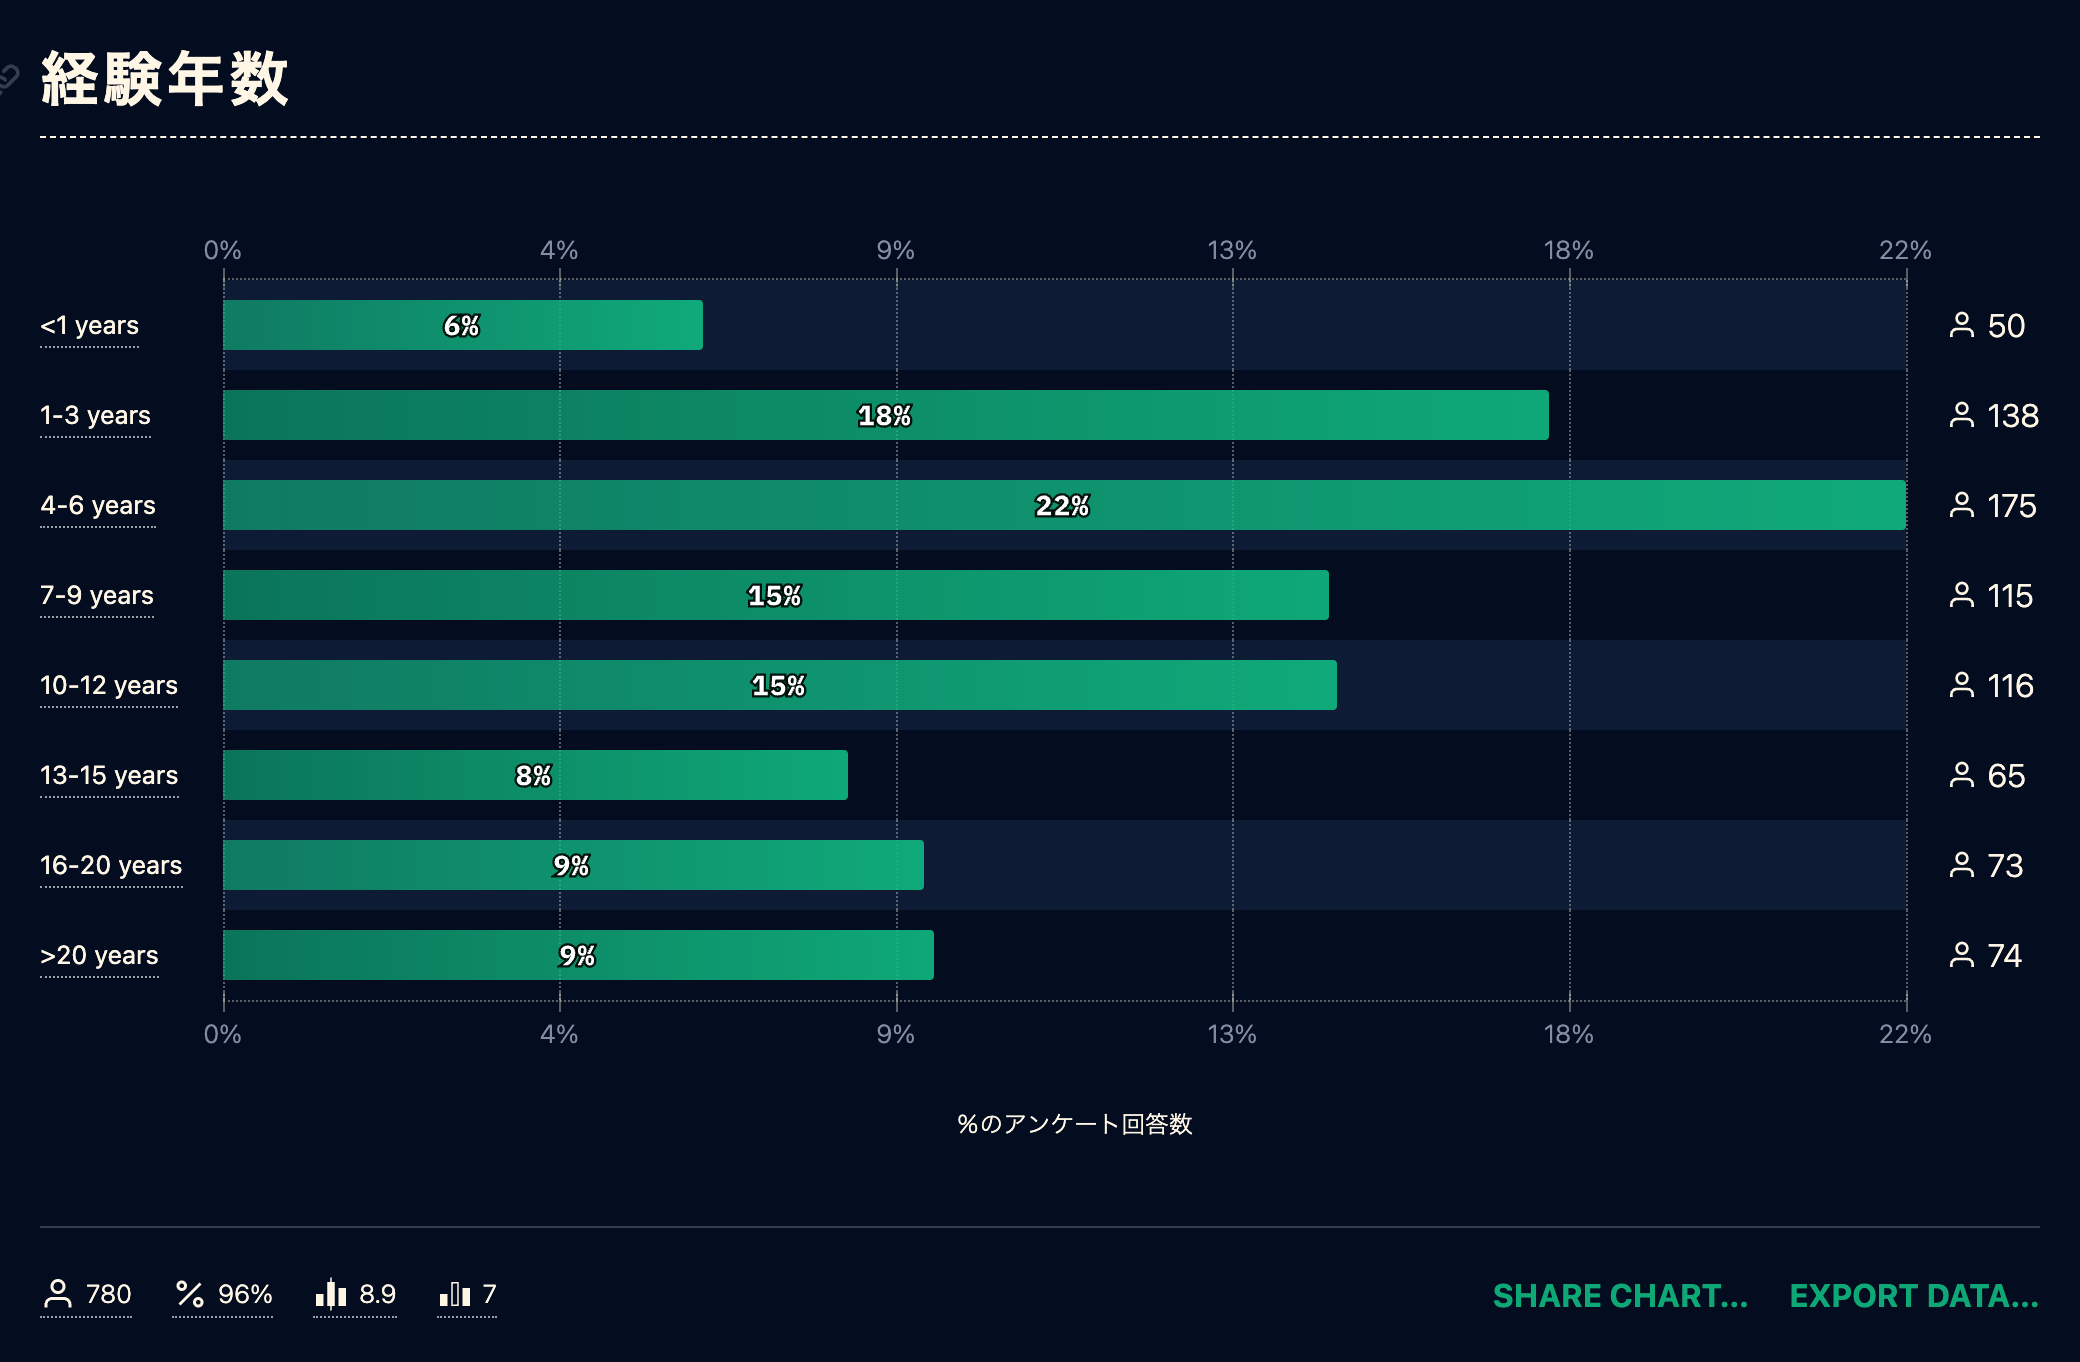 経験年数
0% 4% 9% 13% 18% 22%
<1 years 6% 50
1-3 years 18% 138
4-6 years 22% 175
7-9 years 15% 115
10-12 years 15% 116
13-15 years 8% 65
16-20 years 9% 73
>20 years 9% 74
0% 4% 9% 13% 18% 22%
%のアンケート回答数
780 96% 8.9 7 SHARE CHART... EXPORT DATA...